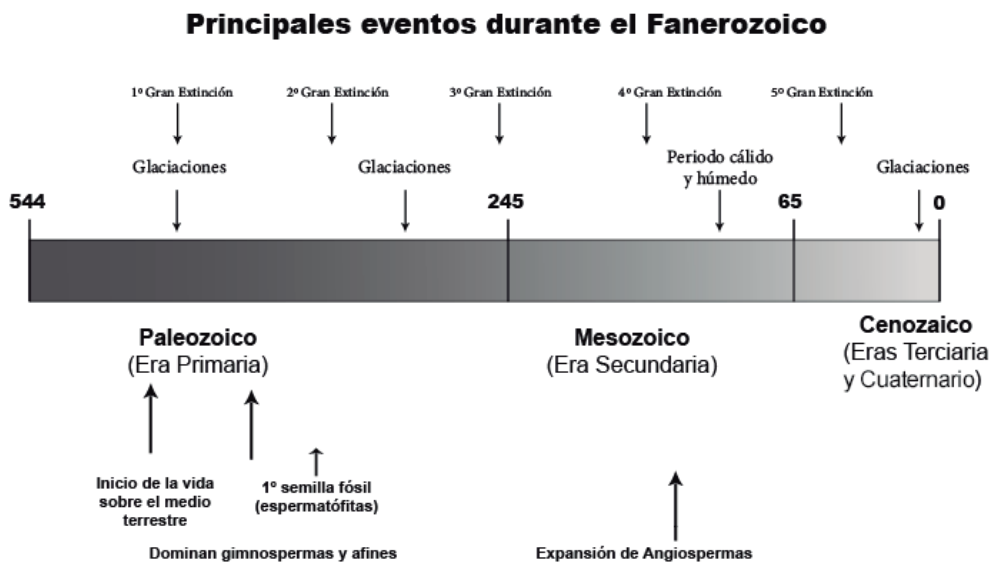 Principales eventos durante el Fanerozoico
1º Gran Extinción
2º Gran Extinción
3º Gran Extinción
4º Gran Extinción
5º Gran Extinción
Glaciaciones
Glaciaciones
Periodo cálido
y húmedo
Glaciaciones
544
245
65
0
Paleozoico
(Era Primaria)
Mesozoico
(Era Secundaria)
Cenozaico
(Eras Terciaria
y Cuaternario)
Inicio de la vida
sobre el medio
terrestre
1º semilla fósil
(espermatófitas)
Dominan gimnospermas y afines
Expansión de Angiospermas